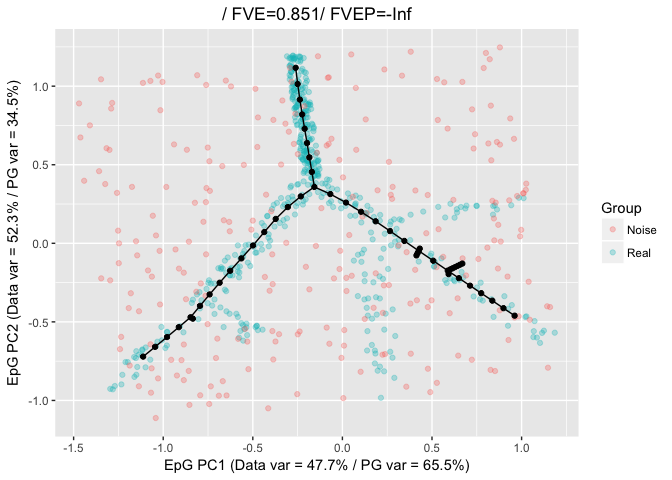 / FVE=0.851/ FVEP=-Inf
EpG PC2 (Data var = 52.3% / PG var = 34.5%)
1.0
0.5
0.0
-0.5
-1.0
-1.5
-1.0
-0.5
0.0
0.5
1.0
EpG PC1 (Data var = 47.7% / PG var = 65.5%)
Group
Noise
Real